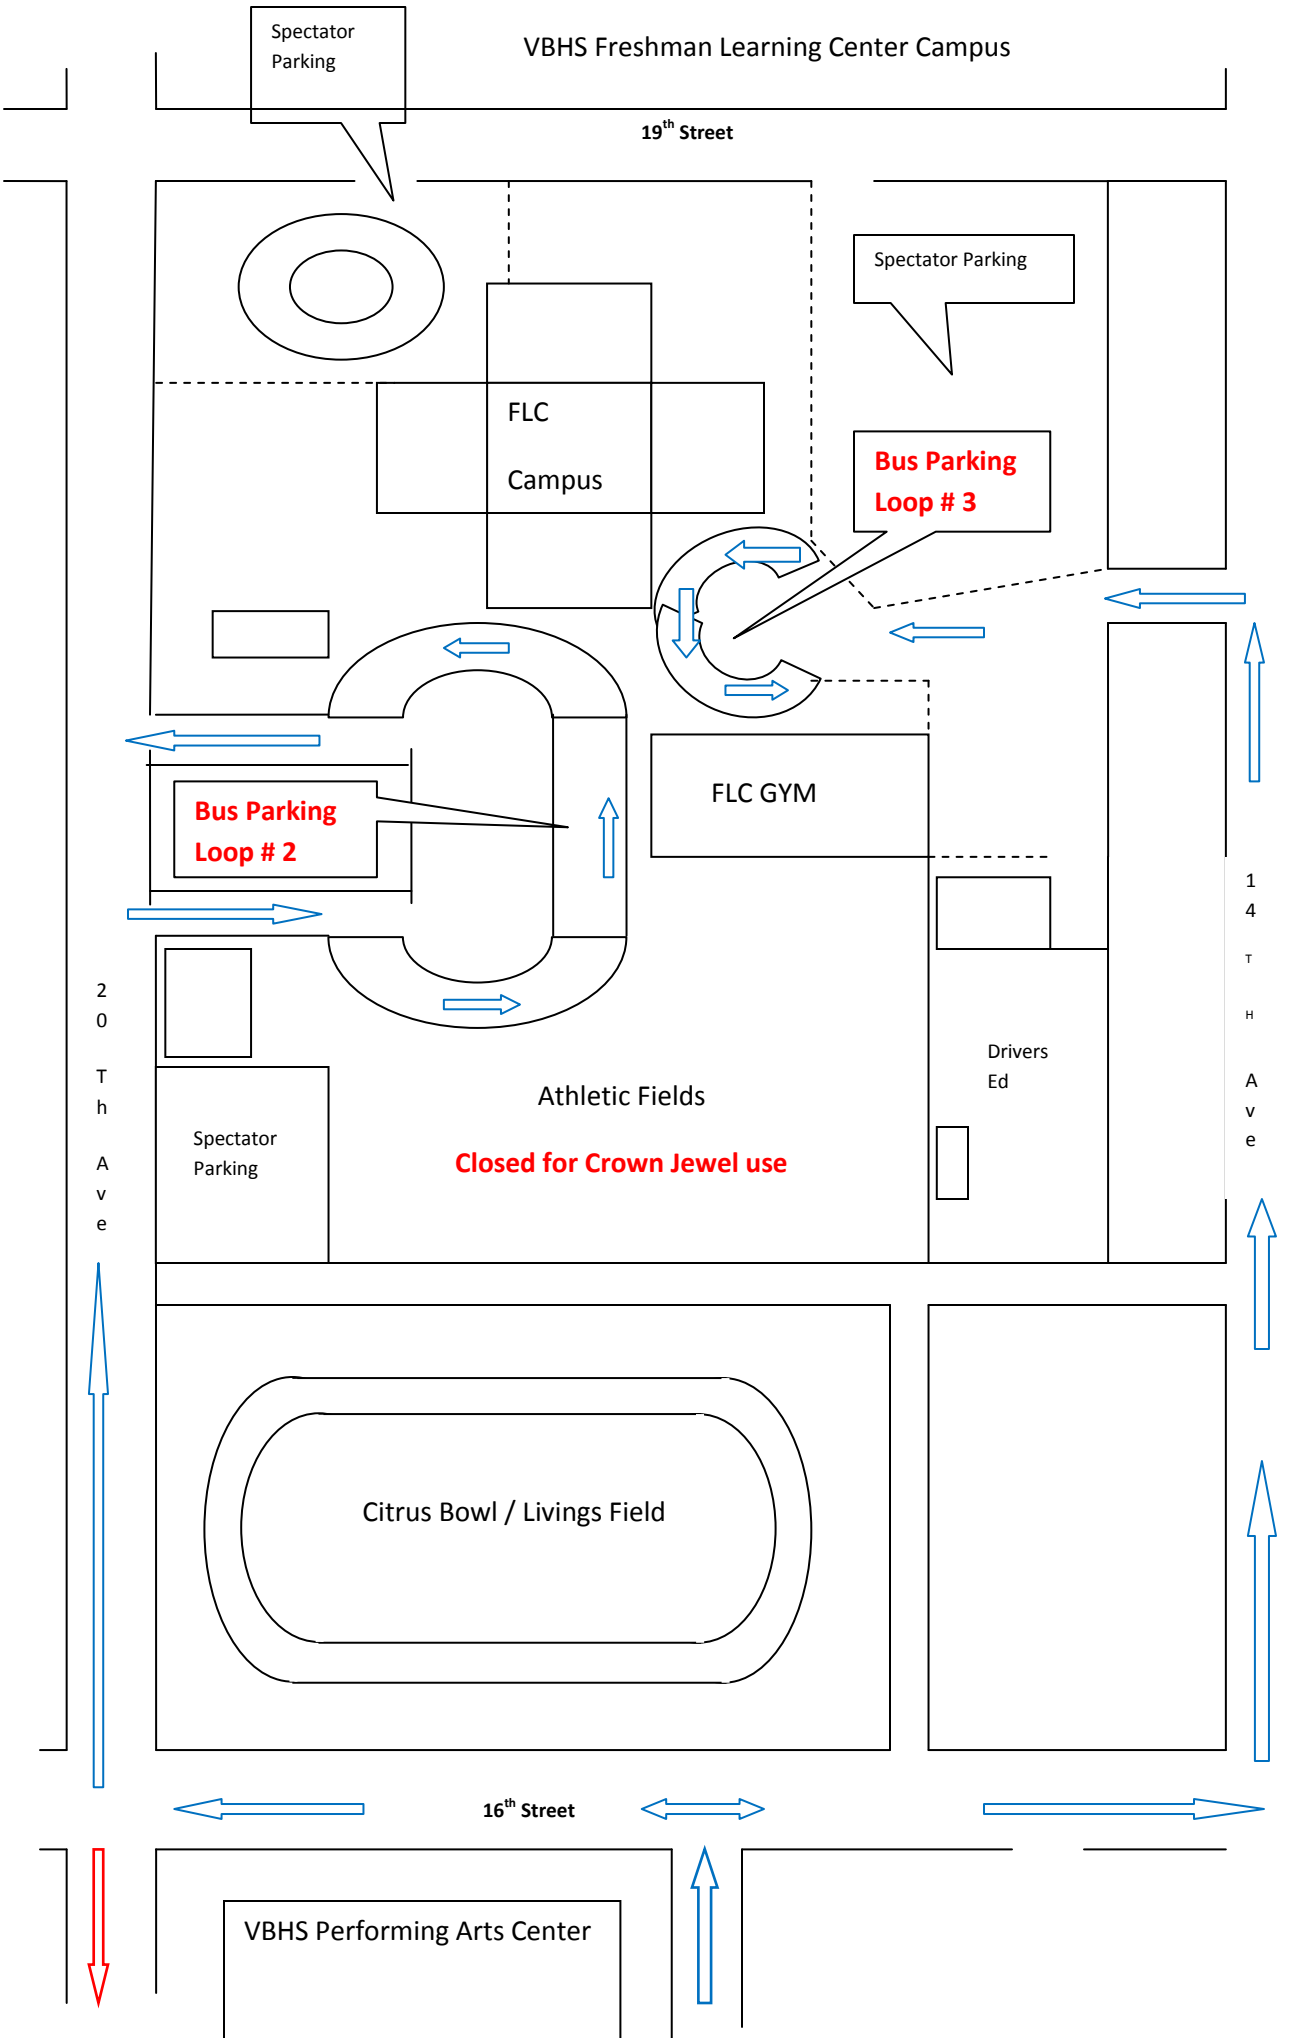 Spectator
Parking
VBHS Freshman Learning Center Campus
19th Street
Spectator Parking
FLC
Campus
Bus Parking
Loop # 3
FLC GYM
Bus Parking
Loop # 2
1
4
T
H
A
v
e
2
0
T
h
A
v
e
Drivers
Ed
Athletic Fields
Spectator
Parking
Closed for Crown Jewel use
Citrus Bowl / Livings Field
16th Street
VBHS Performing Arts Center